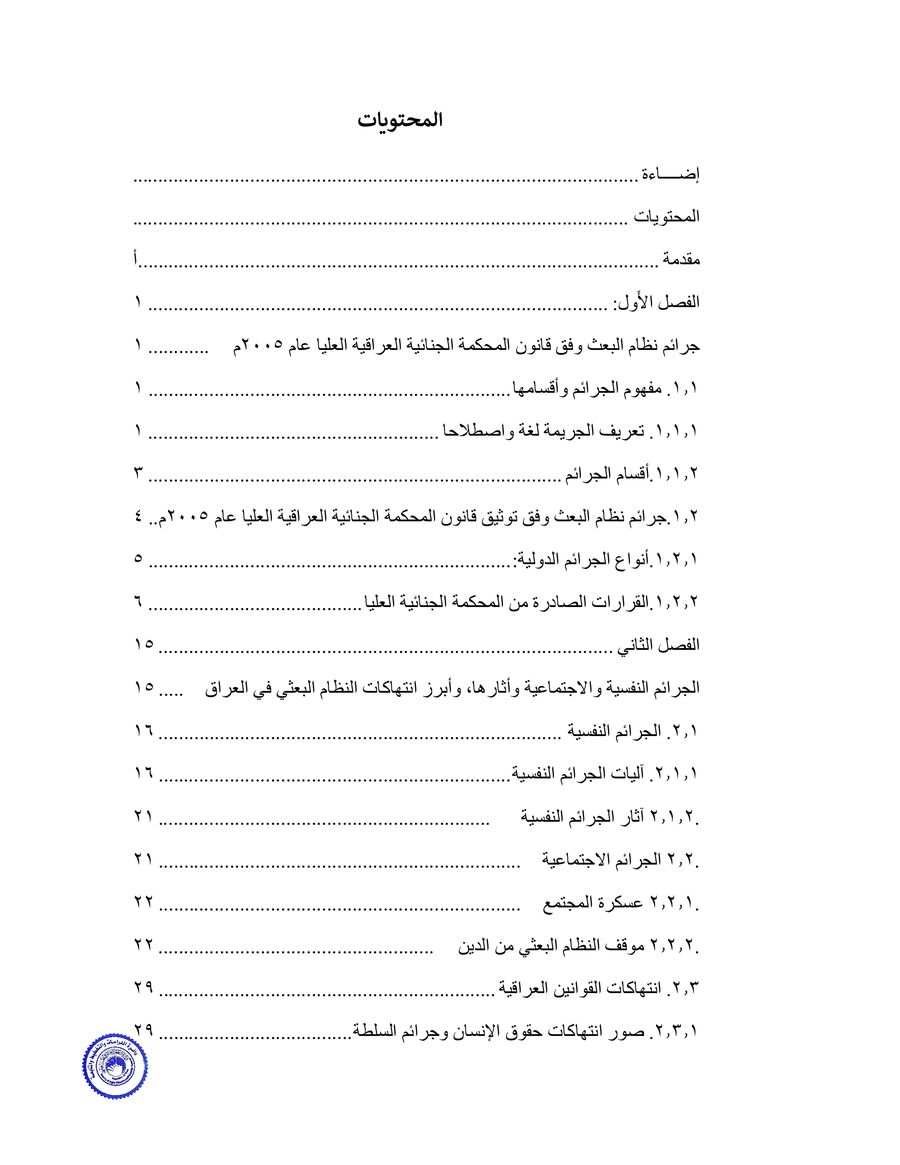 المحتويات
إضـــاءة ....................................................................................................
المحتويات ..................................................................................................
مقدمة .......................................................................................................أ
الفصل الأول: ........................................................................................... ١
جرائم نظام البعث وفق قانون المحكمة الجنائية العراقية العليا عام ٢٠٠٥م ............ ١
١,١. مفهوم الجرائم وأقسامها....................................................................... ١
١,١,١. تعريف الجريمة لغة واصطلاحا ......................................................... ١
١,١,٢.أقسام الجرائم ................................................................................. ٣
١,٢.جرائم نظام البعث وفق توثيق قانون المحكمة الجنائية العراقية العليا عام ٢٠٠٥م.. ٤
١,٢,١.أنواع الجرائم الدولية:....................................................................... ٥
١,٢,٢.القرارات الصادرة من المحكمة الجنائية العليا.......................................... ٦
الفصل الثاني ......................................................................................... ١٥
الجرائم النفسية والاجتماعية وأثارها، وأبرز انتهاكات النظام البعثي في العراق ..... ١٥
٢,١. الجرائم النفسية ............................................................................... ١٦
٢,١,١. آليات الجرائم النفسية..................................................................... ١٦
.٢,١,٢ آثار الجرائم النفسية ................................................................. ٢١
.٢,٢ الجرائم الاجتماعية ....................................................................... ٢١
.٢,٢,١ عسكرة المجتمع ....................................................................... ٢٢
.٢,٢,٢ موقف النظام البعثي من الدين ...................................................... ٢٢
٢,٣. انتهاكات القوانين العراقية .................................................................. ٢٩
٢,٣,١. صور انتهاكات حقوق الإنسان وجرائم السلطة...................................... ٢٩